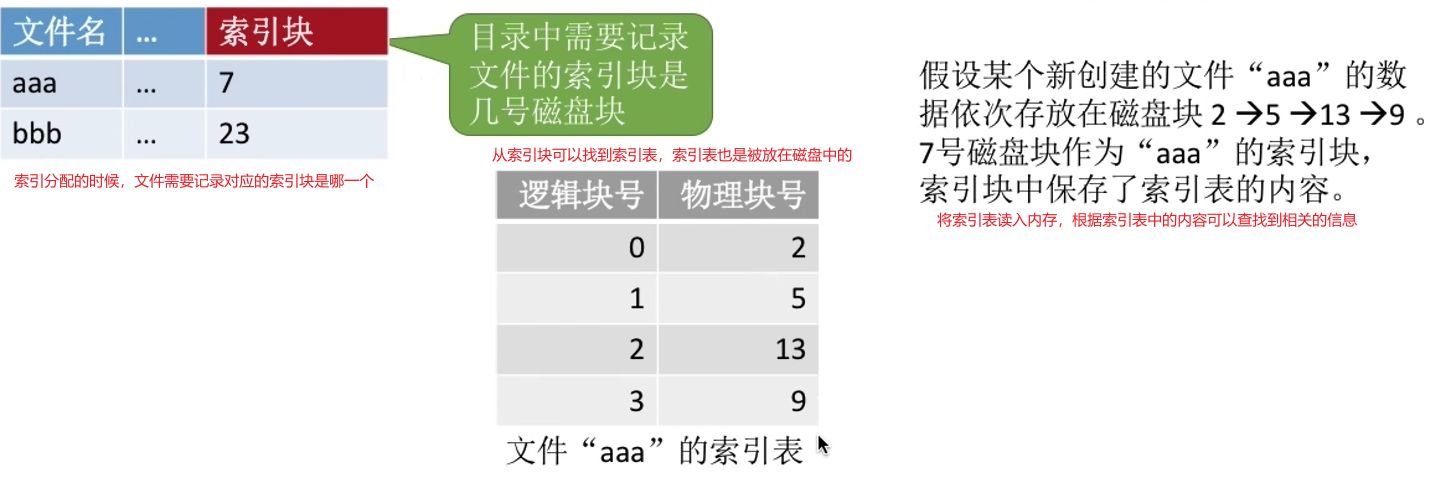 文件名 ... 索引块
aaa ... 7
bbb ... 23
索引分配的时候，文件需要记录对应的索引块是哪一个
目录中需要记录
文件的索引块是
几号磁盘块
从索引块可以找到索引表，索引表也是被放在磁盘中的
逻辑块号 物理块号
0 2
1 5
2 13
3 9
文件“aaa”的索引表
假设某个新创建的文件“aaa”的数
据依次存放在磁盘块 2 →5 →13 →9 。
7号磁盘块作为“aaa”的索引块，
索引块中保存了索引表的内容。
将索引表读入内存，根据索引表中的内容可以查找到相关的信息